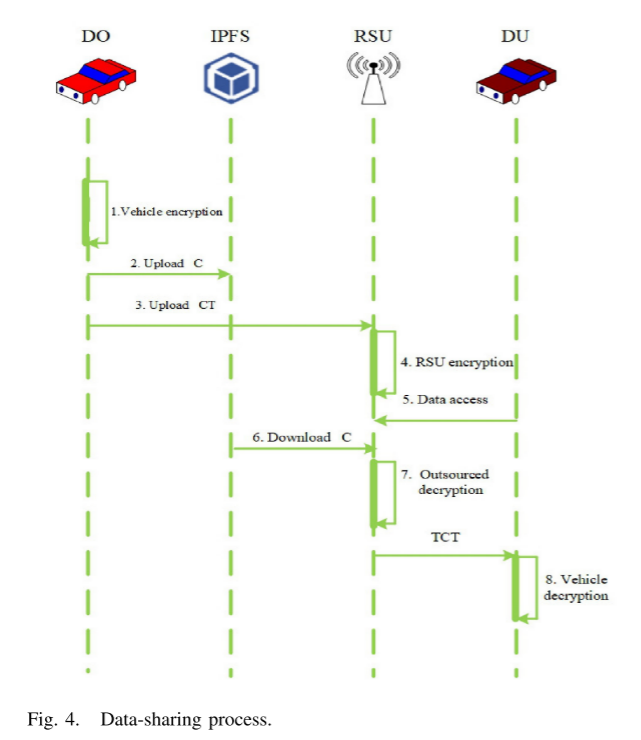 DO IPFS RSU DU
1.Vehicle encryption
2. Upload C
3. Upload CT
4. RSU encryption
5. Data access
6. Download C
7. Outsourced
decryption
TCT
8. Vehicle
decryption
Fig. 4. Data-sharing process.